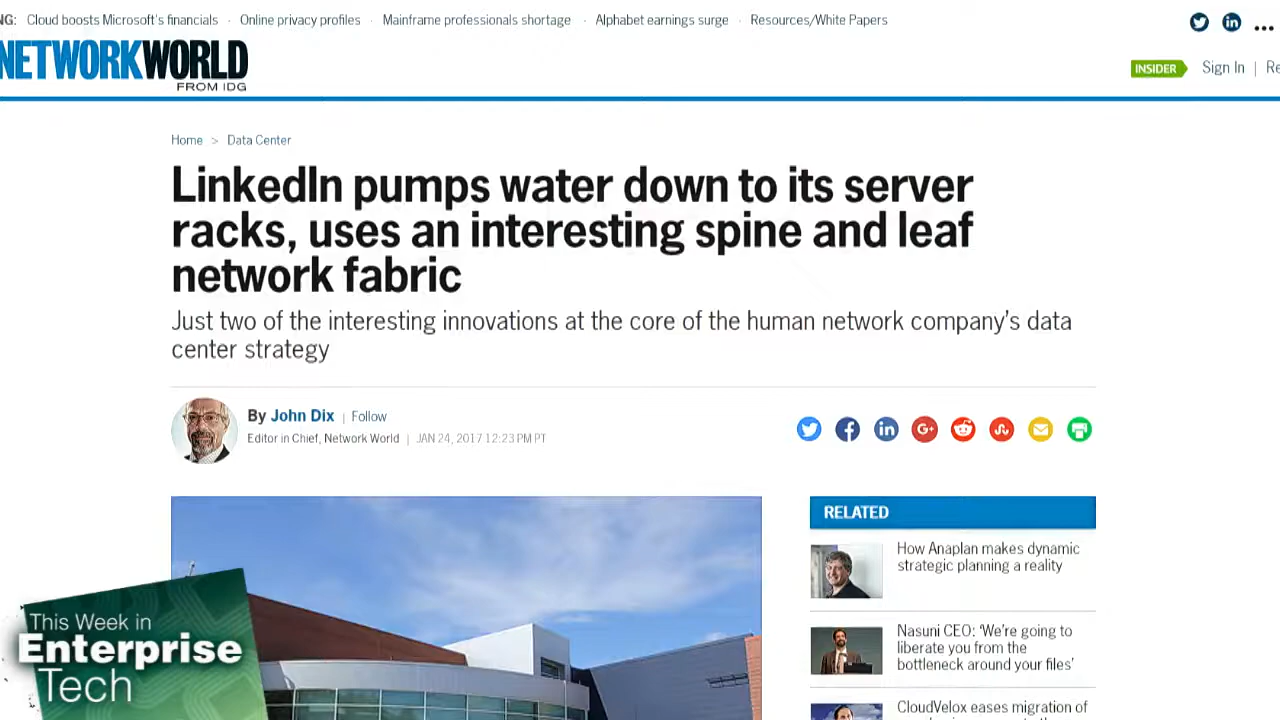 NG: Cloud boosts Microsoft's financials · Online privacy profiles · Mainframe professionals shortage · Alphabet earnings surge · Resources/White Papers
NETWORKWORLD
FROM IDG
INSIDER Sign In | Re
Home > Data Center
LinkedIn pumps water down to its server
racks, uses an interesting spine and leaf
network fabric
Just two of the interesting innovations at the core of the human network company's data
center strategy
By John Dix | Follow
Editor in Chief, Network World | JAN 24, 2017 12:23 PM PT
RELATED
How Anaplan makes dynamic
strategic planning a reality
Nasuni CEO: 'We're going to
liberate you from the
bottleneck around your files'
CloudVelox eases migration of
This Week in
Enterprise
Tech